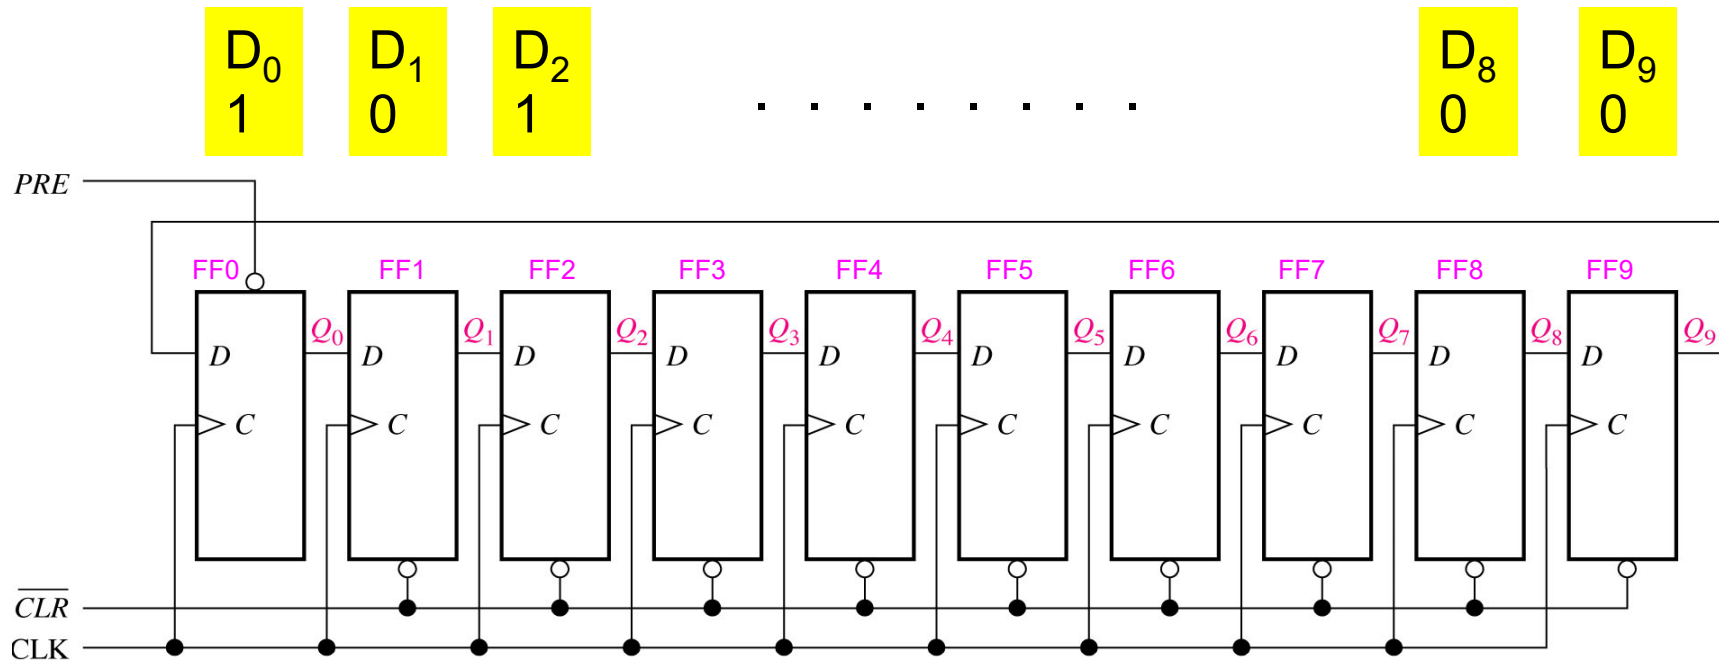 D₀ D₁ D₂ . . . . . . . . D₈ D₉
1 0 1 0 0
PRE
FF0 FF1 FF2 FF3 FF4 FF5 FF6 FF7 FF8 FF9
Q₀ Q₁ Q₂ Q₃ Q₄ Q₅ Q₆ Q₇ Q₈ Q₉
D D D D D D D D D D
C C C C C C C C C C
C̅L̅R̅
CLK